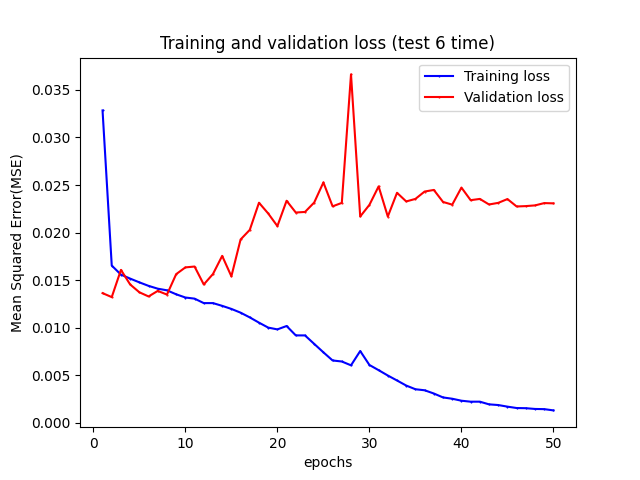 Training and validation loss (test 6 time)
Training loss
Validation loss
Mean Squared Error(MSE)
0.035
0.030
0.025
0.020
0.015
0.010
0.005
0.000
0 10 20 30 40 50
epochs